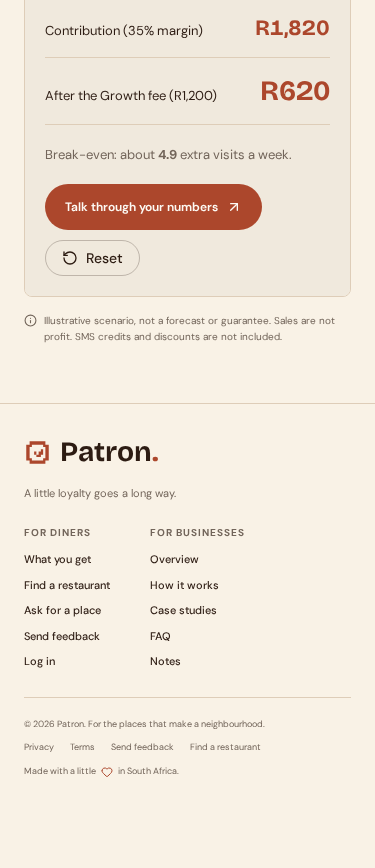 Contribution (35% margin) R1,820
After the Growth fee (R1,200) R620
Break-even: about 4.9 extra visits a week.
Talk through your numbers
Reset
Illustrative scenario, not a forecast or guarantee. Sales are not
profit. SMS credits and discounts are not included.
Patron.
A little loyalty goes a long way.
FOR DINERS
What you get
Find a restaurant
Ask for a place
Send feedback
Log in
FOR BUSINESSES
Overview
How it works
Case studies
FAQ
Notes
© 2026 Patron. For the places that make a neighbourhood.
Privacy Terms Send feedback Find a restaurant
Made with a little in South Africa.